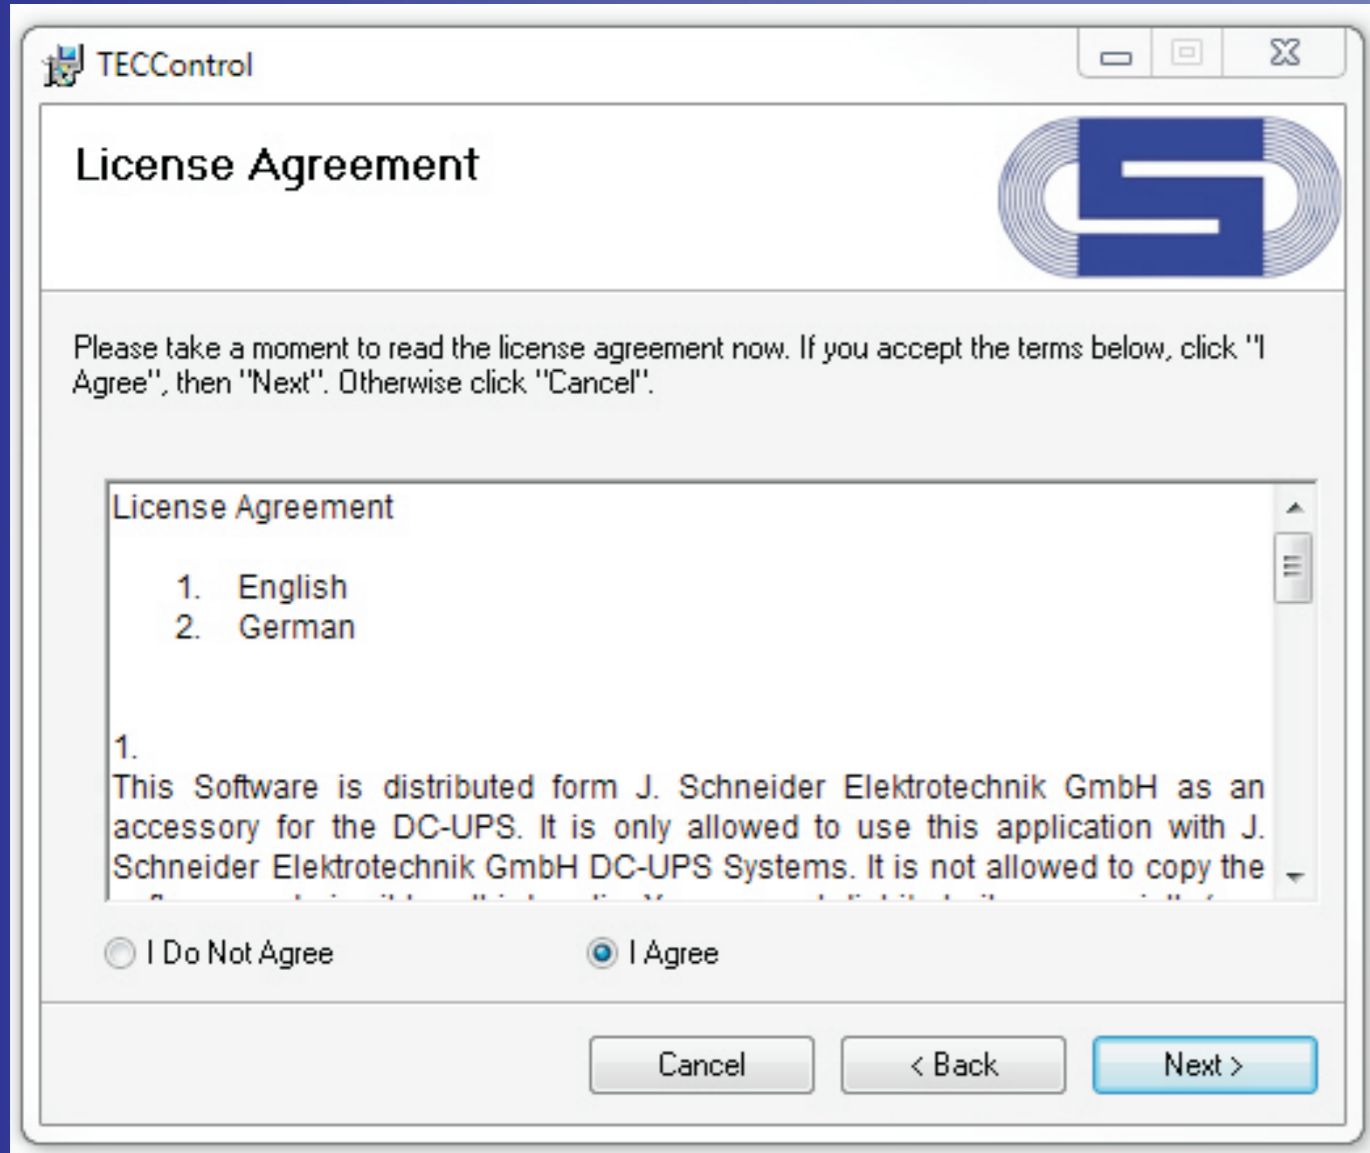 TECControl
License Agreement
Please take a moment to read the license agreement now. If you accept the terms below, click "I
Agree", then "Next". Otherwise click "Cancel".
License Agreement
1. English
2. German
1.
This Software is distributed form J. Schneider Elektrotechnik GmbH as an
accessory for the DC-UPS. It is only allowed to use this application with J.
Schneider Elektrotechnik GmbH DC-UPS Systems. It is not allowed to copy the
I Do Not Agree
I Agree
Cancel
< Back
Next >